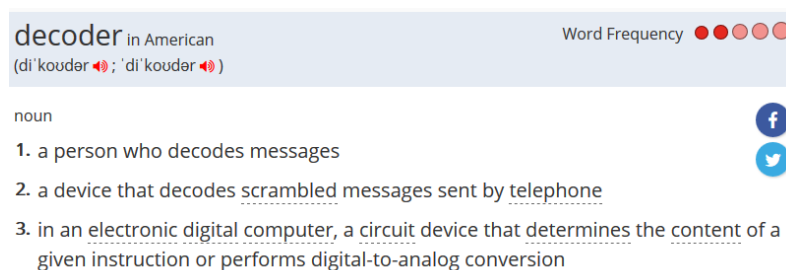 decoder in American
Word Frequency
(diˈkoʊdər ; ˈdiˈkoʊdər )
noun
1. a person who decodes messages
2. a device that decodes scrambled messages sent by telephone
3. in an electronic digital computer, a circuit device that determines the content of a
given instruction or performs digital-to-analog conversion